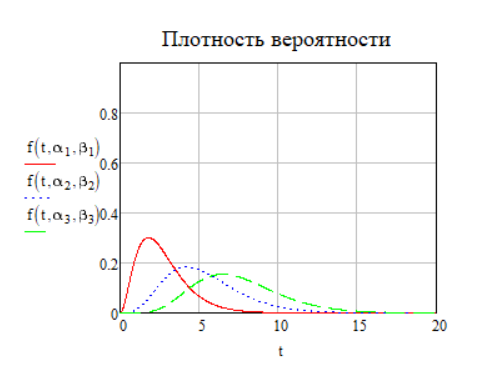 Плотность вероятности
0.8
f(t,α₁,β₁)
0.6
f(t,α₂,β₂)
f(t,α₃,β₃) 0.4
0.2
0
0 5 10 15 20
t